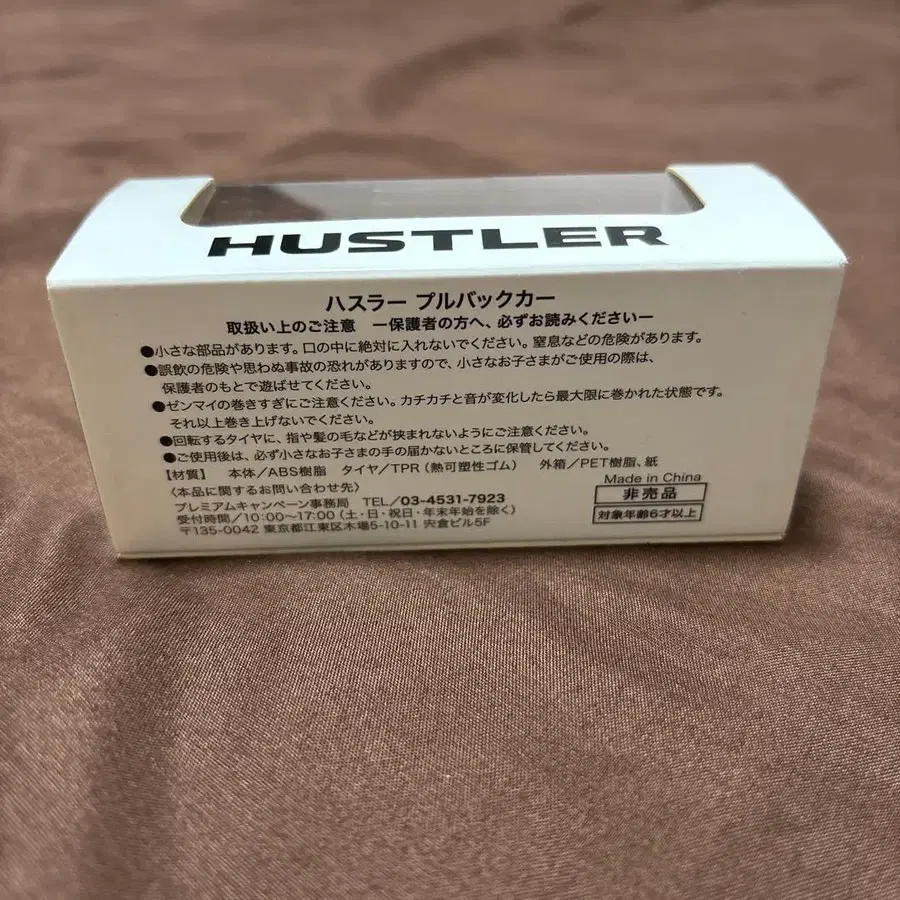 HUSTLER
ハスラー プルバックカー
取扱い上のご注意 ー保護者の方へ、必ずお読みくださいー
●小さな部品があります。口の中に絶対に入れないでください。窒息などの危険があります。
●誤飲の危険や思わぬ事故の恐れがありますので、小さなお子さまがご使用の際は、
保護者のもとで遊ばせてください。
●ゼンマイの巻きすぎにご注意ください。カチカチと音が変化したら最大限に巻かれた状態です。
それ以上巻き上げないでください。
●回転するタイヤに、指や髪の毛などが挟まれないようにご注意ください。
●ご使用後は、必ず小さなお子さまの手の届かないところに保管してください。
【材質】 本体／ABS樹脂 タイヤ／TPR（熱可塑性ゴム） 外箱／PET樹脂、紙
Made in China
〈本品に関するお問い合わせ先〉
非売品
プレミアムキャンペーン事務局 TEL／03-4531-7923
受付時間／10:00〜17:00（土・日・祝日・年末年始を除く）
対象年齢6才以上
〒135-0042 東京都江東区木場5-10-11 宍倉ビル5F